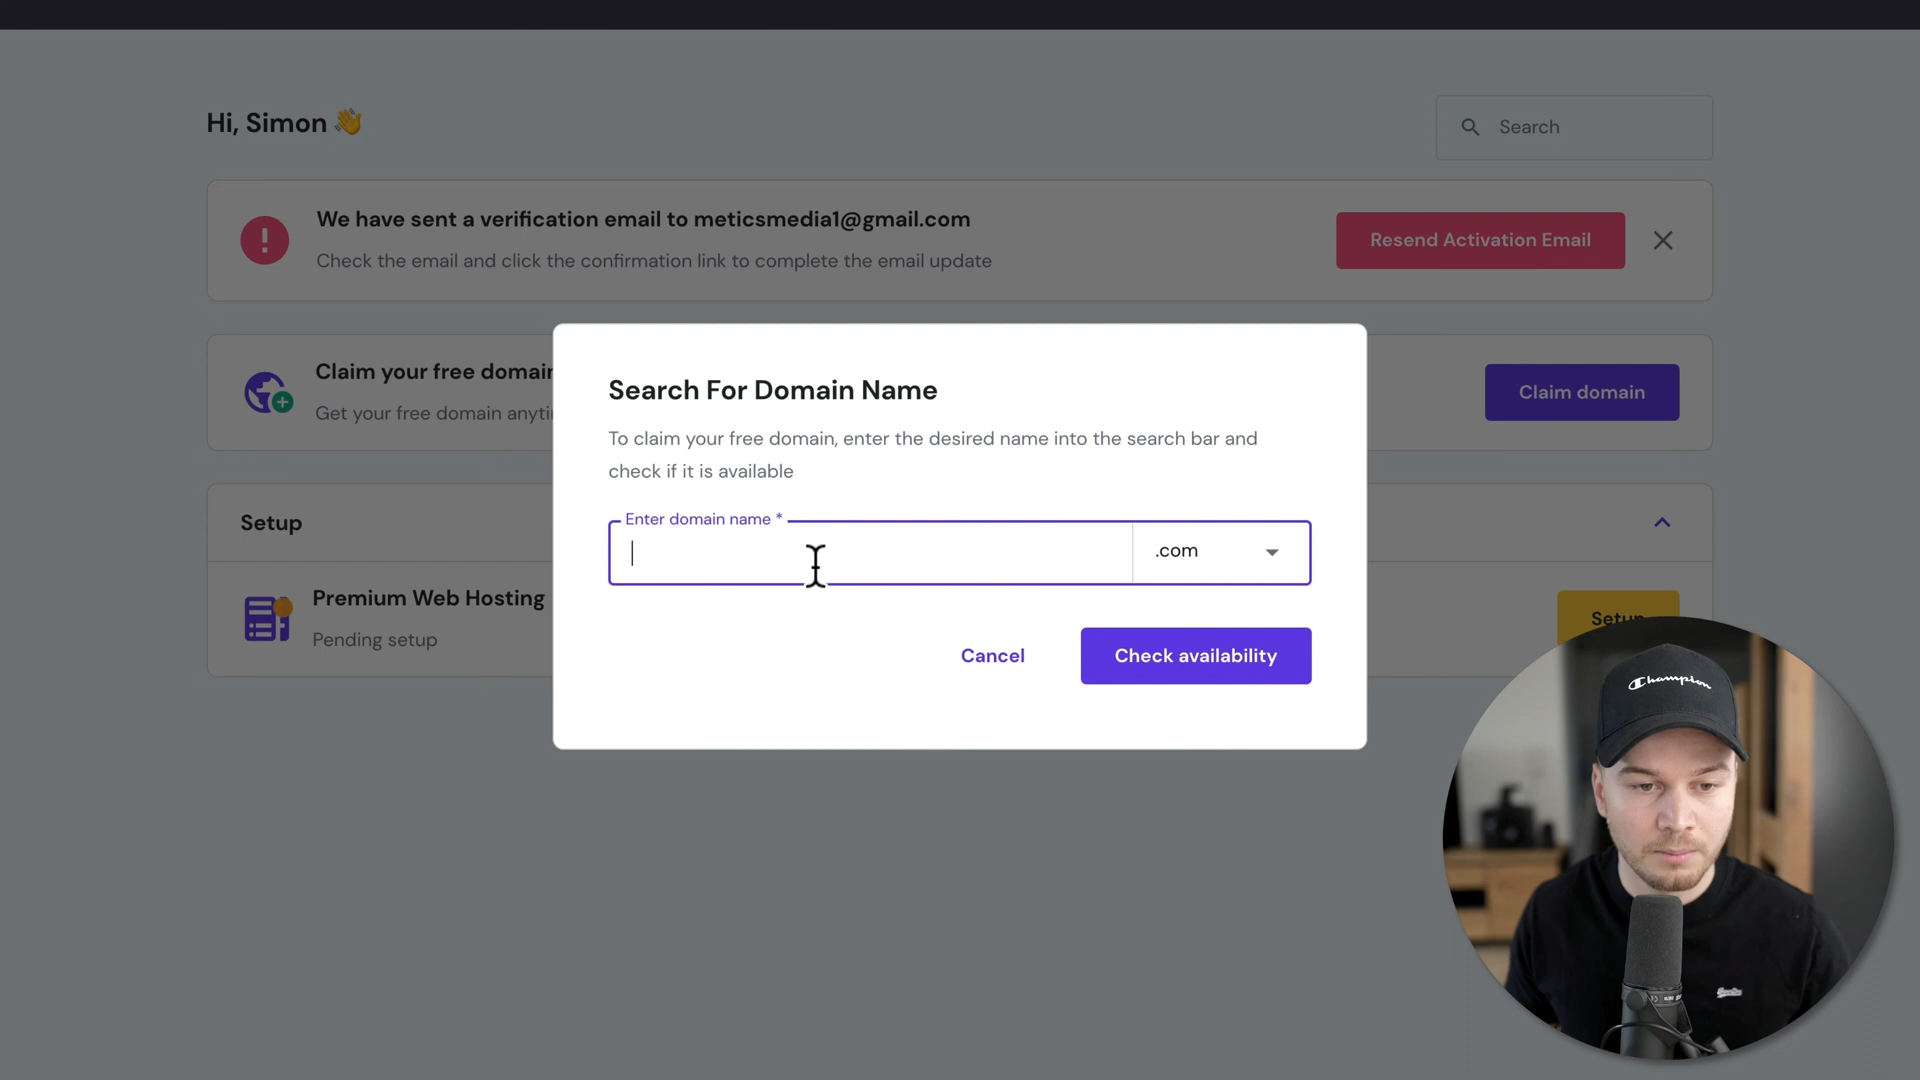 Hi, Simon 👋
Search
We have sent a verification email to meticsmedia1@gmail.com
Check the email and click the confirmation link to complete the email update
Resend Activation Email
Claim your free domain
Get your free domain
Claim domain
Search For Domain Name
To claim your free domain, enter the desired name into the search bar and
check if it is available
Enter domain name *
.com
Cancel
Check availability
Setup
Premium Web Hosting
Pending setup
Setup
Champion